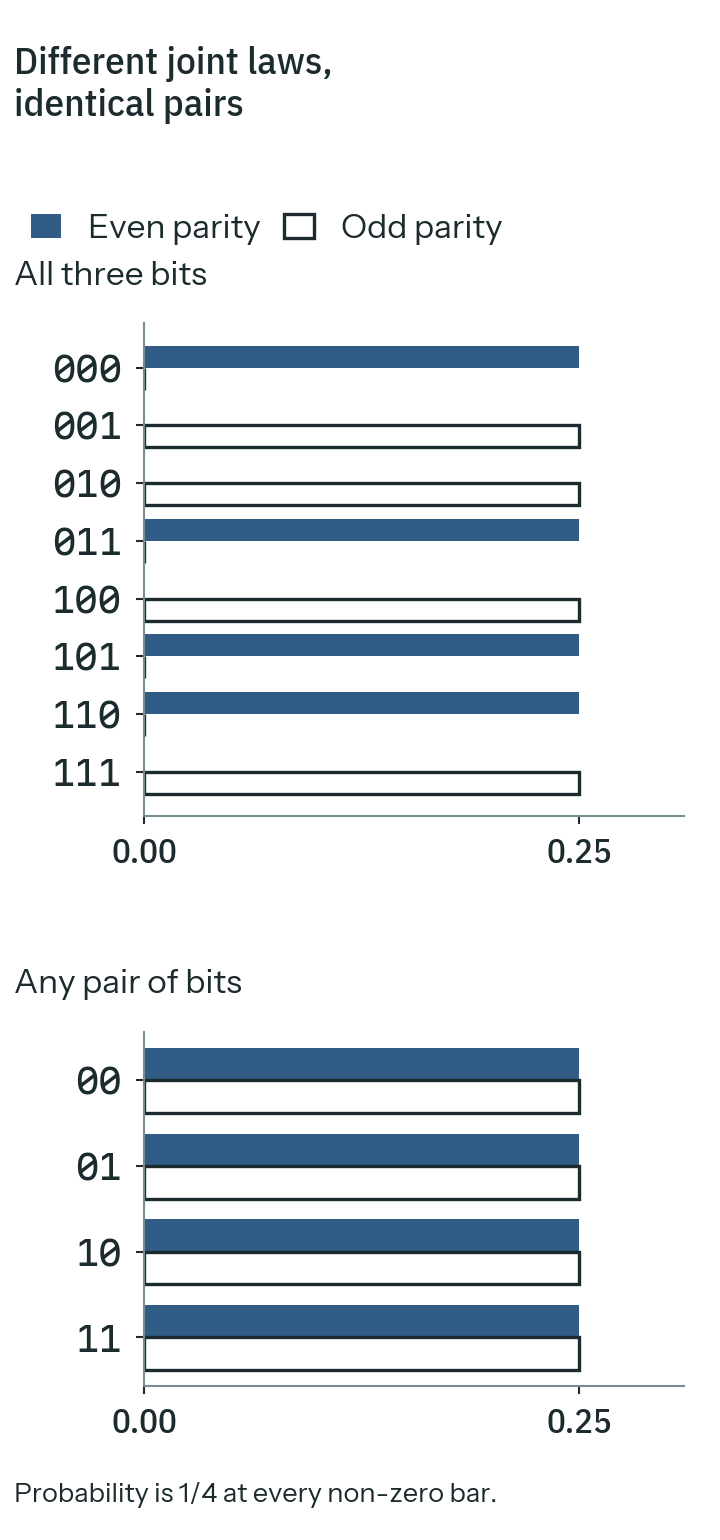 Different joint laws,
identical pairs
Even parity
Odd parity
All three bits
000
001
010
011
100
101
110
111
0.00
0.25
Any pair of bits
00
01
10
11
0.00
0.25
Probability is 1/4 at every non-zero bar.